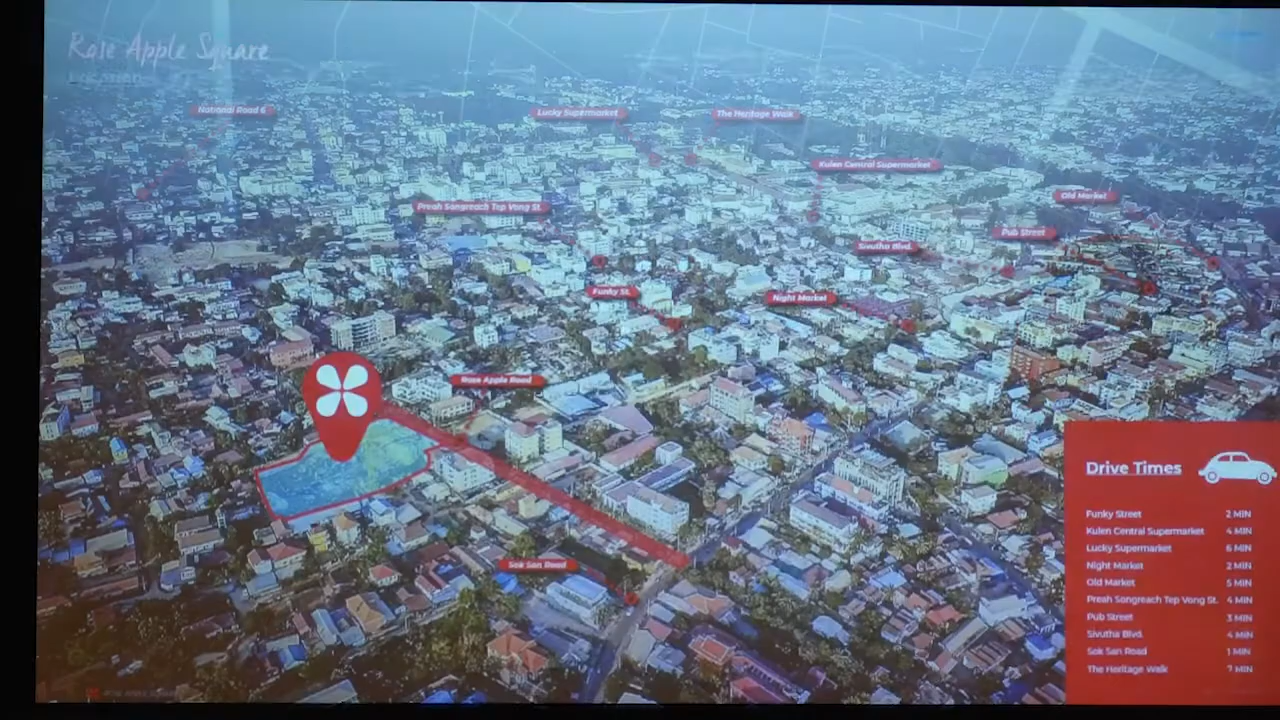 Rose Apple Square
Location
National Road 6
Lucky Supermarket
The Heritage Walk
Kulen Central Supermarket
Old Market
Preah Songreach Tep Vong St.
Pub Street
Sivutha Blvd.
Funky St.
Night Market
Rose Apple Road
Sok San Road
Drive Times
Funky Street 2 MIN
Kulen Central Supermarket 4 MIN
Lucky Supermarket 6 MIN
Night Market 2 MIN
Old Market 5 MIN
Preah Songreach Tep Vong St. 4 MIN
Pub Street 3 MIN
Sivutha Blvd. 4 MIN
Sok San Road 1 MIN
The Heritage Walk 7 MIN
ROSE APPLE SQUARE